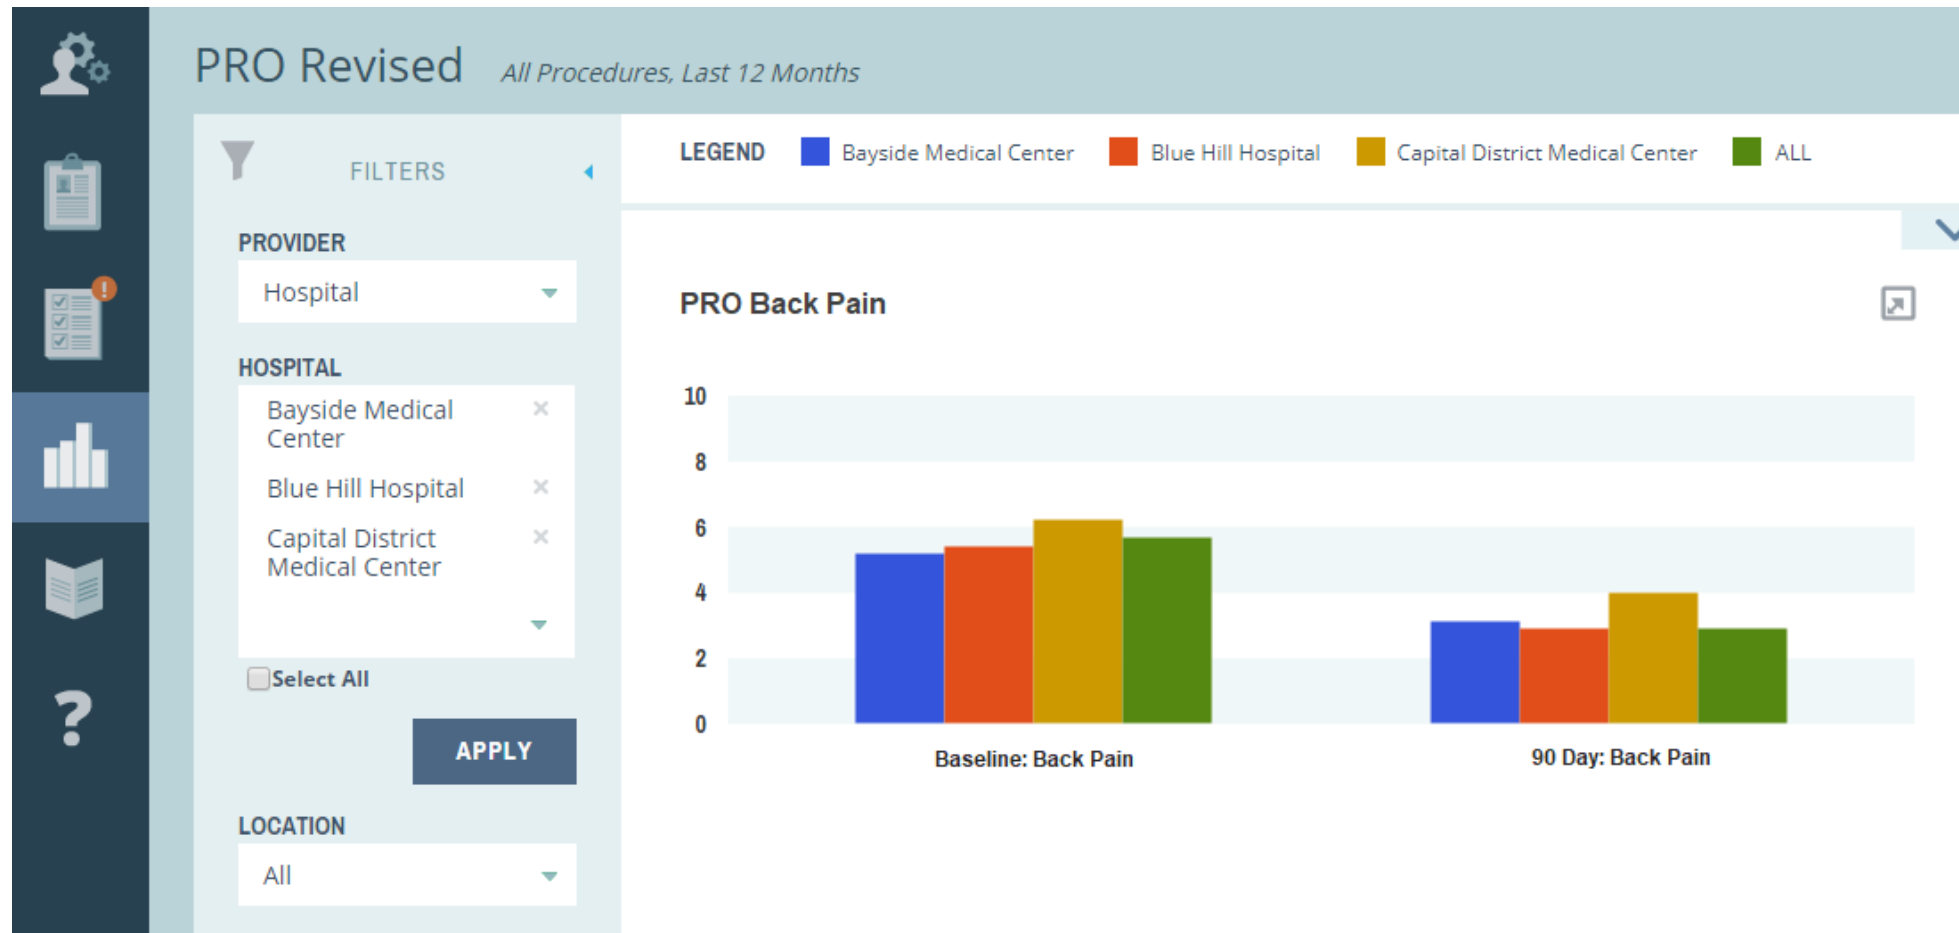 PRO Revised All Procedures, Last 12 Months
FILTERS
PROVIDER
Hospital
HOSPITAL
Bayside Medical
Center
Blue Hill Hospital
Capital District
Medical Center
Select All
APPLY
LOCATION
All
LEGEND Bayside Medical Center Blue Hill Hospital Capital District Medical Center ALL
PRO Back Pain
10
8
6
4
2
0
Baseline: Back Pain 90 Day: Back Pain
!
?